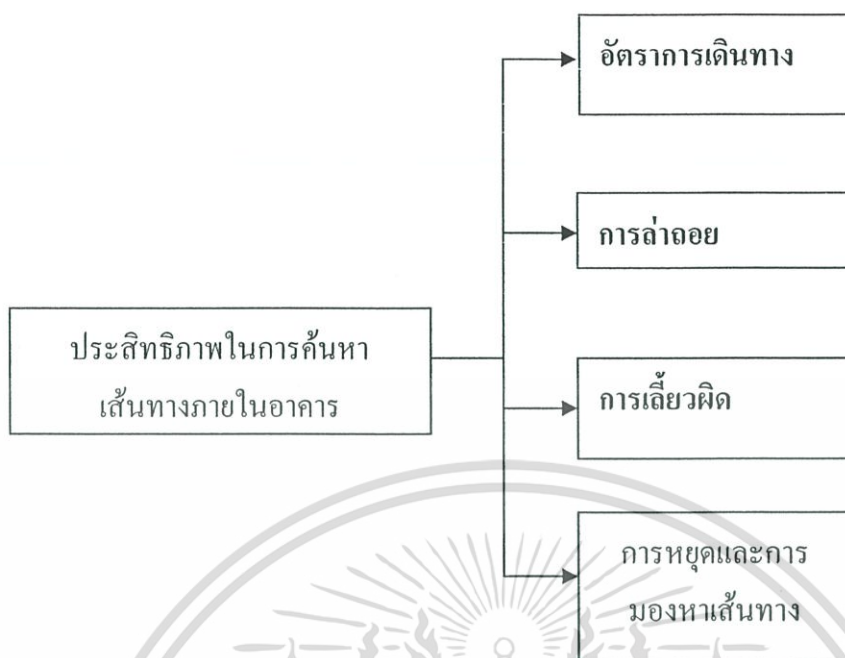 อัตราการเดินทาง
การล่าถอย
ประสิทธิภาพในการค้นหา
เส้นทางภายในอาคาร
การเลี้ยวผิด
การหยุดและการ
มองหาเส้นทาง